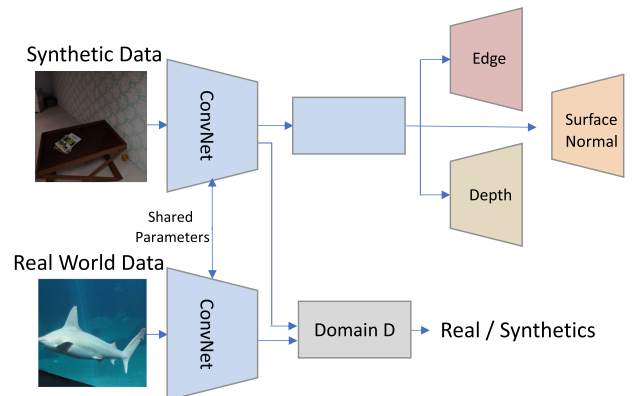 Synthetic Data
ConvNet
Edge
Surface
Normal
Depth
Shared
Parameters
Real World Data
ConvNet
Domain D
Real / Synthetics